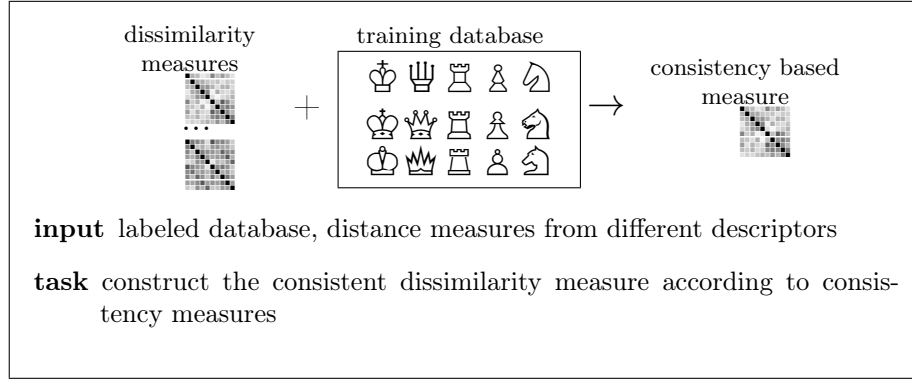 dissimilarity
measures
training database
consistency based
measure
...
+
→
input labeled database, distance measures from different descriptors
task construct the consistent dissimilarity measure according to consis-
tency measures